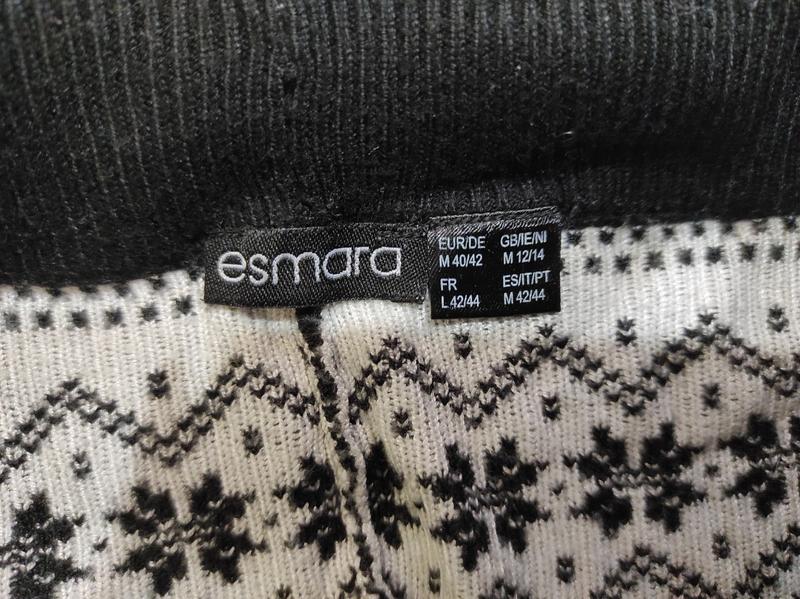 esmara
EUR/DE GB/IE/NI
M 40/42 M 12/14
FR ES/IT/PT
L 42/44 M 42/44